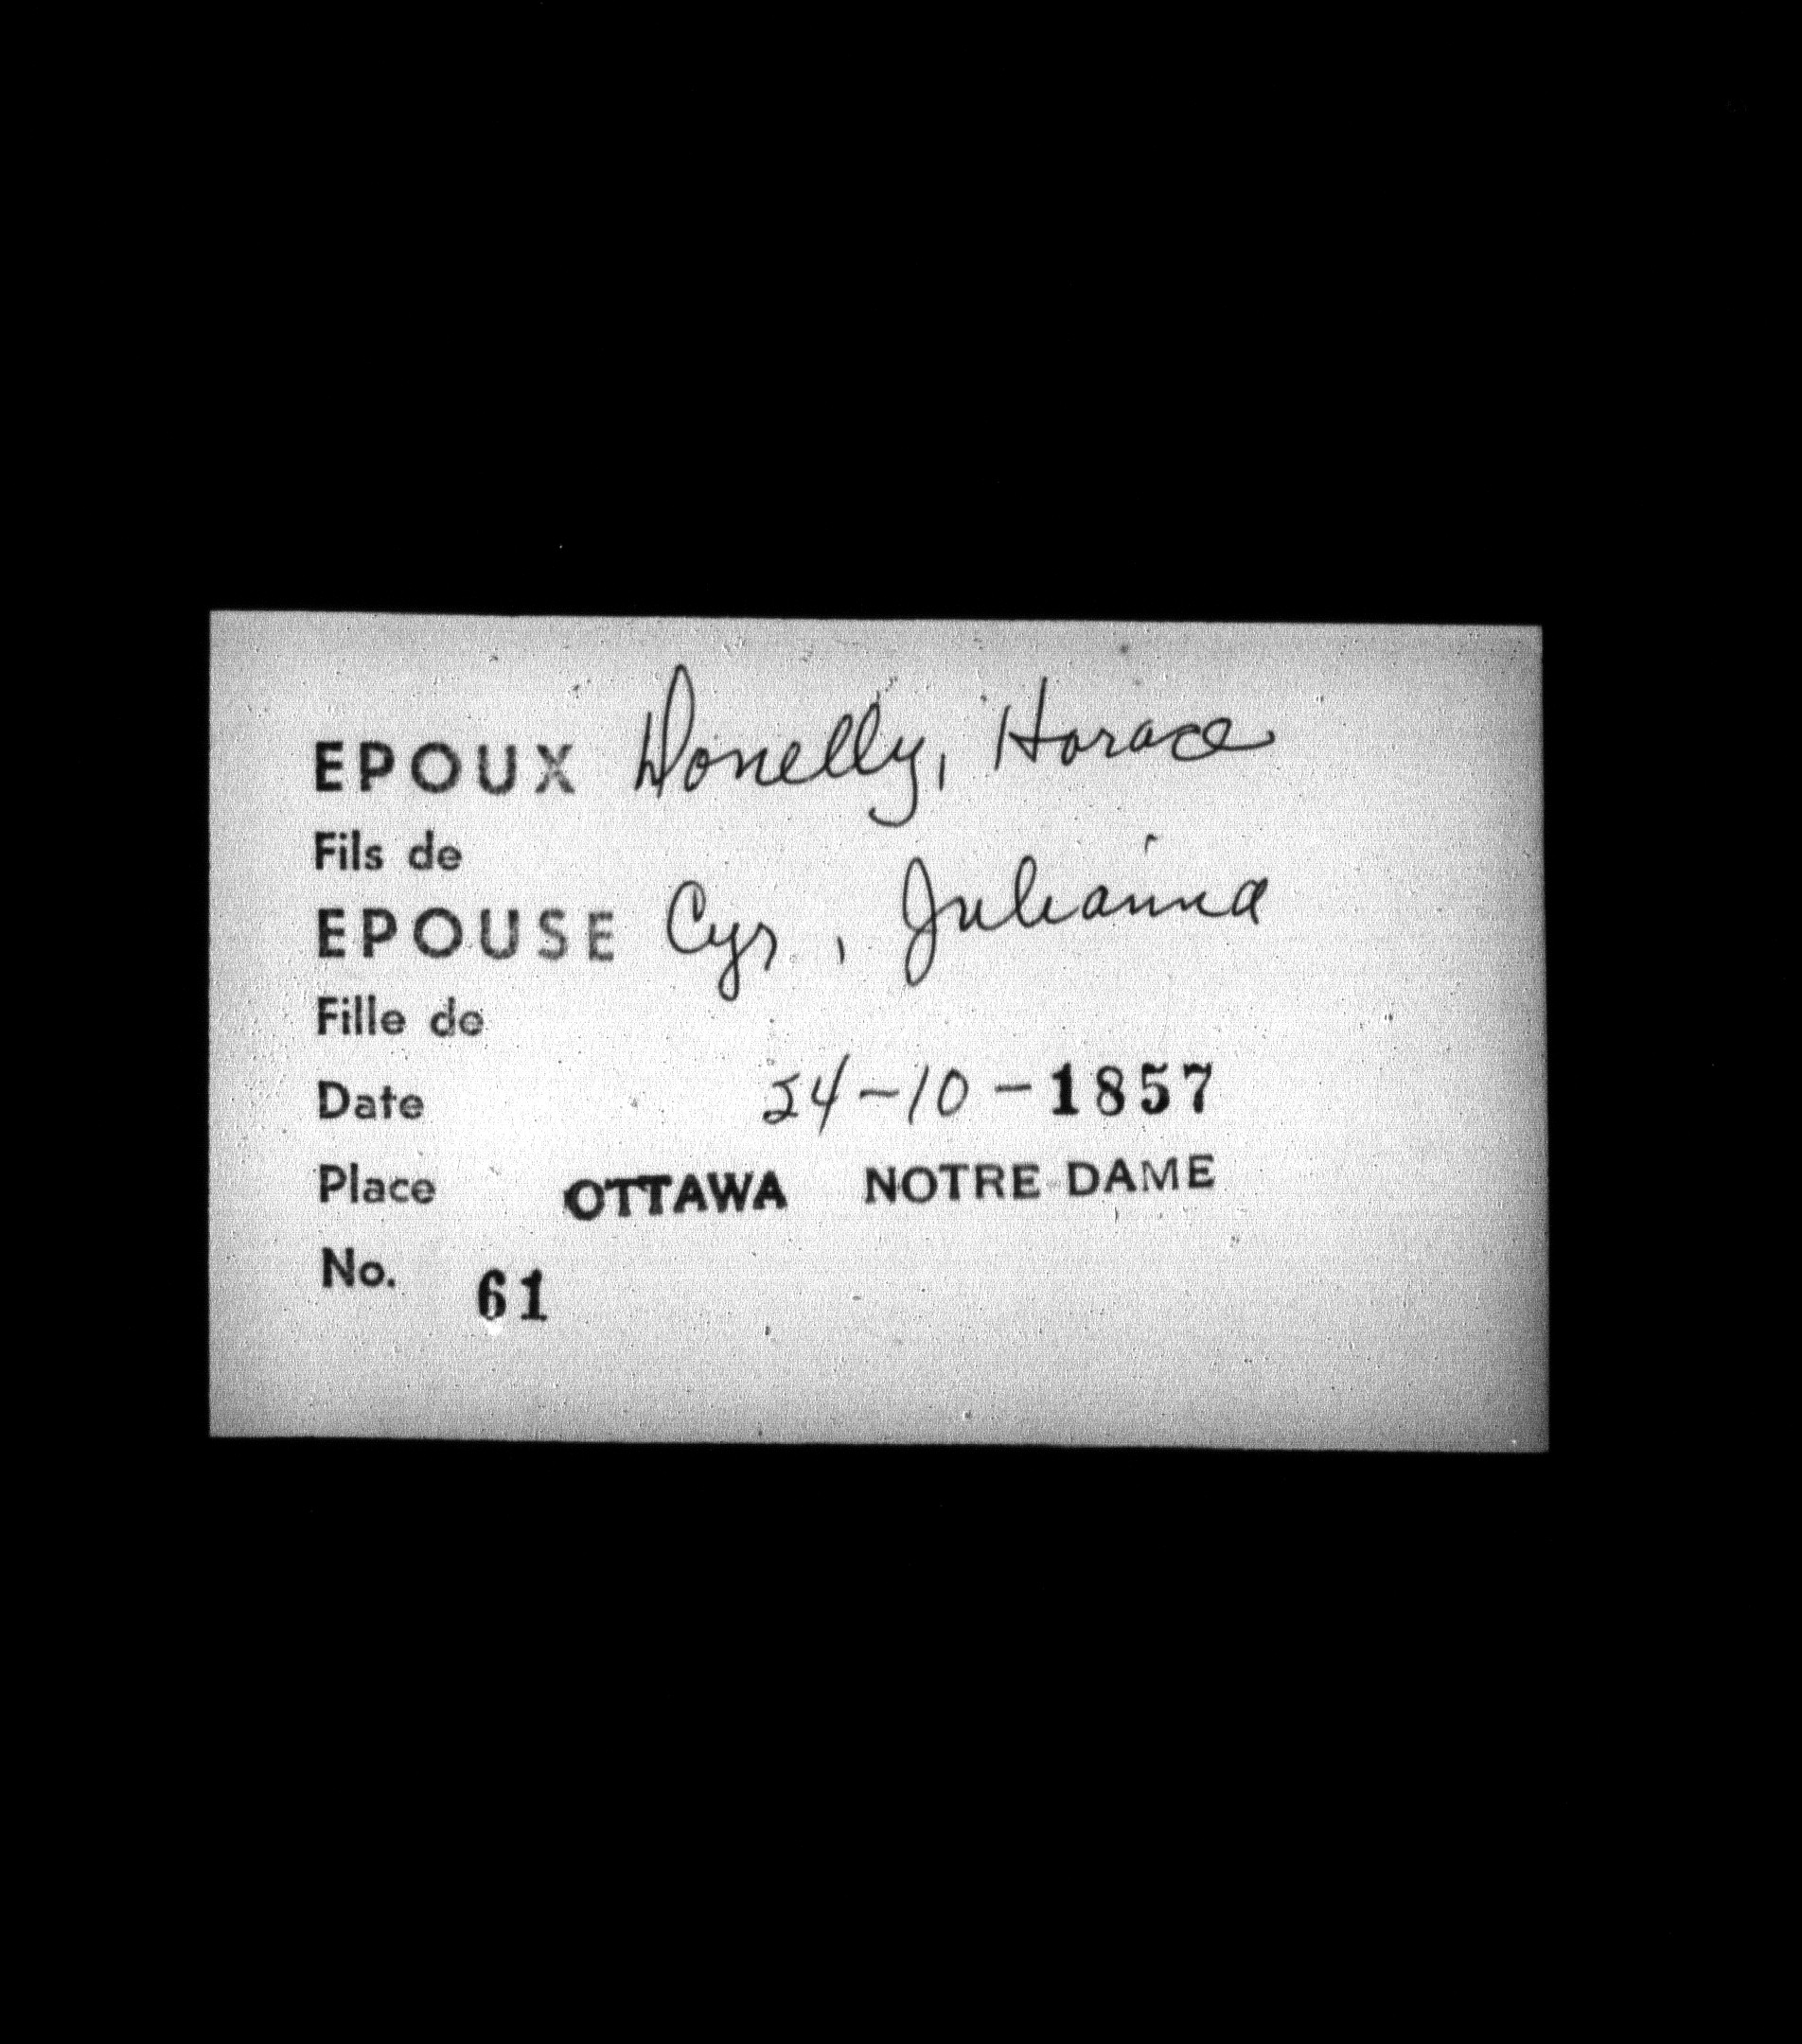 EPOUX Donelly, Horace
Fils de
EPOUSE Cyr, Julianna
Fille de
Date 24-10-1857
Place OTTAWA NOTRE DAME
No. 61